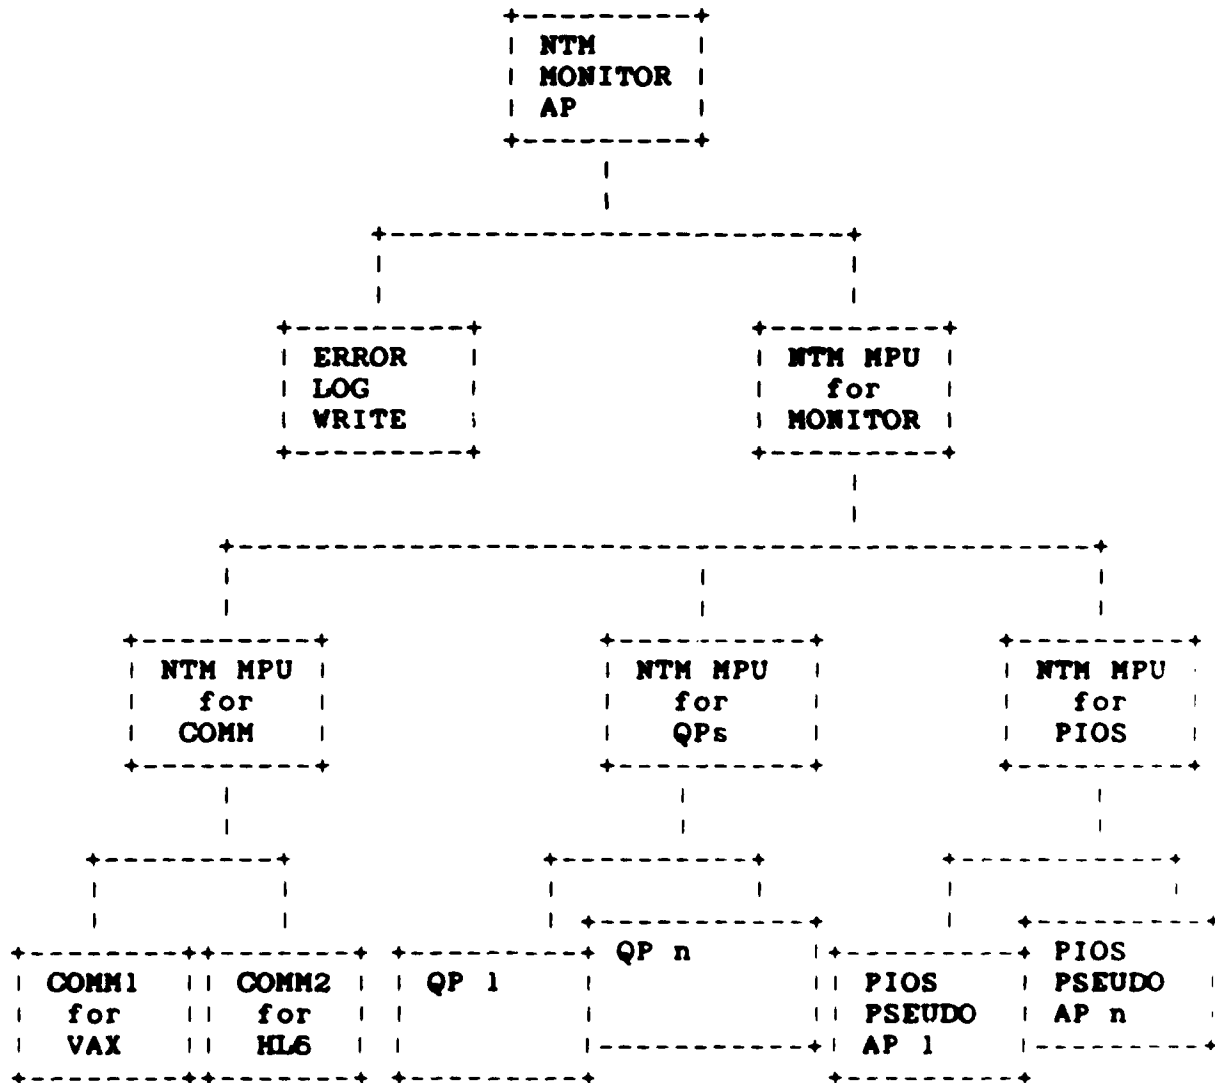 NTM
MONITOR
AP
ERROR
LOG
WRITE
NTM MPU
for
MONITOR
NTM MPU
for
COMM
NTM MPU
for
QPs
NTM MPU
for
PIOS
COMM1
for
VAX
COMM2
for
HL6
QP 1
QP n
PIOS
PSEUDO
AP 1
PIOS
PSEUDO
AP n